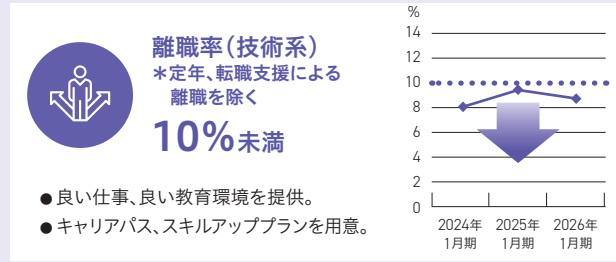 離職率（技術系）
＊定年、転職支援による
離職を除く
10％未満
●良い仕事、良い教育環境を提供。
●キャリアパス、スキルアッププランを用意。
%
14
12
10
8
6
4
2
0
2024年 2025年 2026年
1月期 1月期 1月期